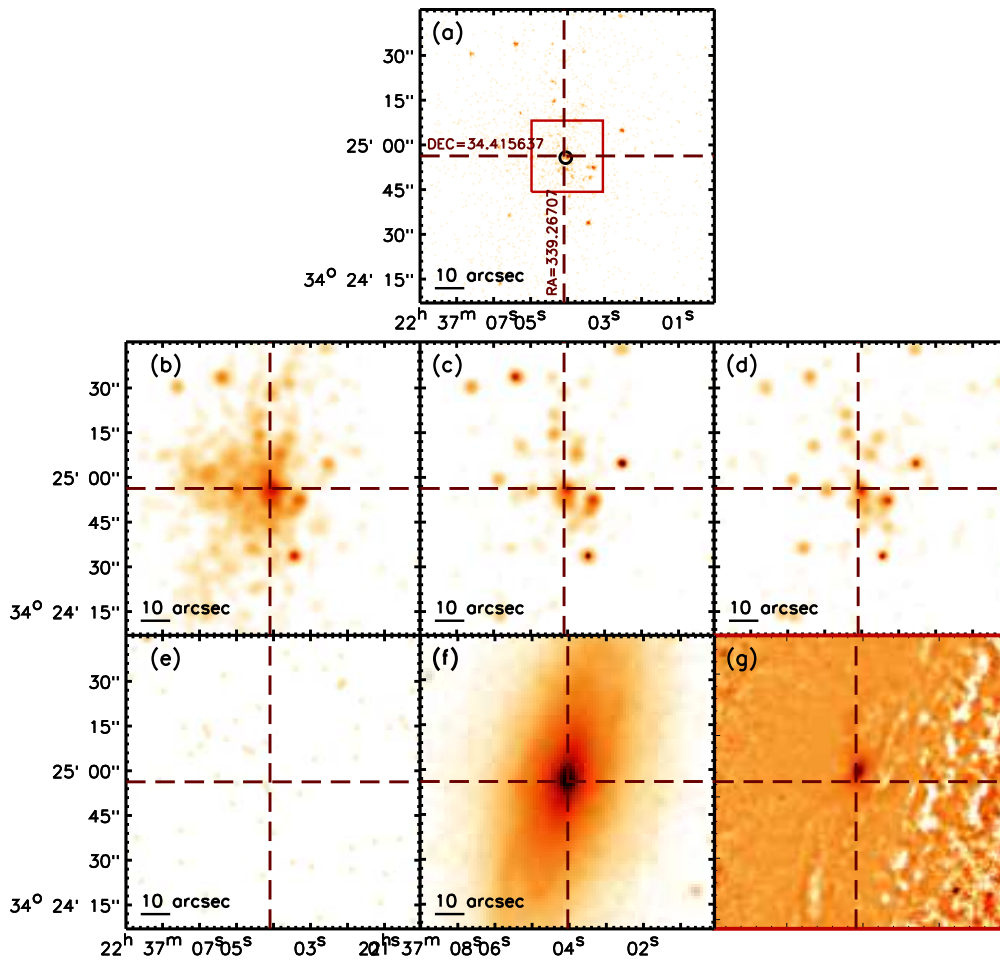 (a)
30"
15"
25' 00"
45"
30"
34° 24' 15"
DEC=34.415637
RA=339.26707
10 arcsec
22h 37m 07s 05s 03s 01s
(b)
(c)
(d)
30"
15"
25' 00"
45"
30"
34° 24' 15"
10 arcsec
10 arcsec
10 arcsec
(e)
(f)
(g)
30"
15"
25' 00"
45"
30"
34° 24' 15"
10 arcsec
10 arcsec
22h 37m 07s 05s 03s
37m 08s 06s 04s 02s